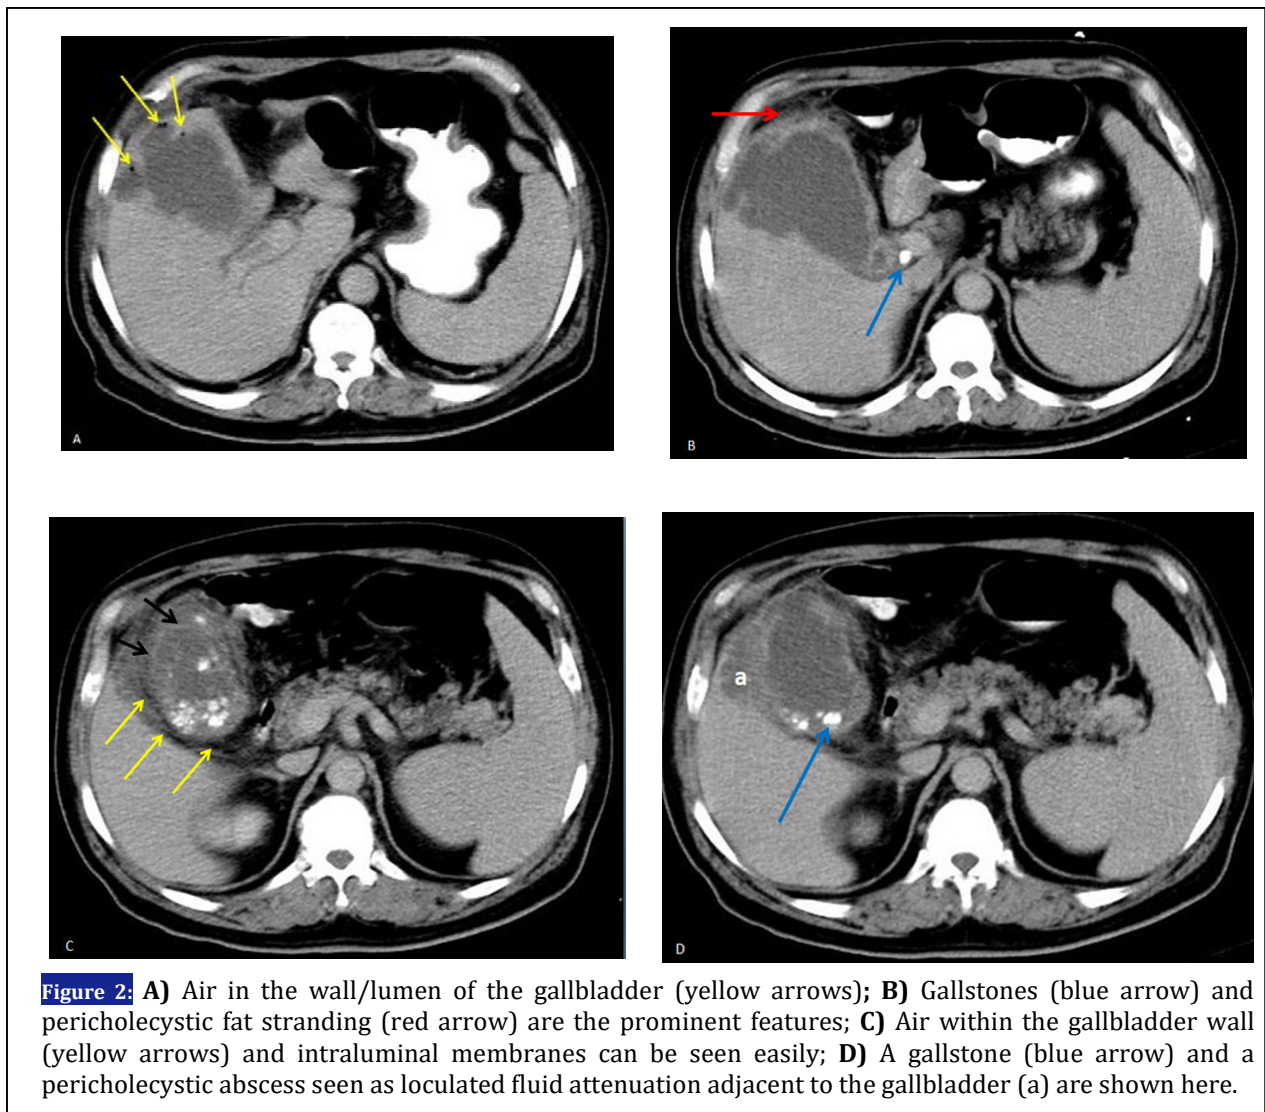 A
B
a
C
D
Figure 2: A) Air in the wall/lumen of the gallbladder (yellow arrows); B) Gallstones (blue arrow) and
pericholecystic fat stranding (red arrow) are the prominent features; C) Air within the gallbladder wall
(yellow arrows) and intraluminal membranes can be seen easily; D) A gallstone (blue arrow) and a
pericholecystic abscess seen as loculated fluid attenuation adjacent to the gallbladder (a) are shown here.